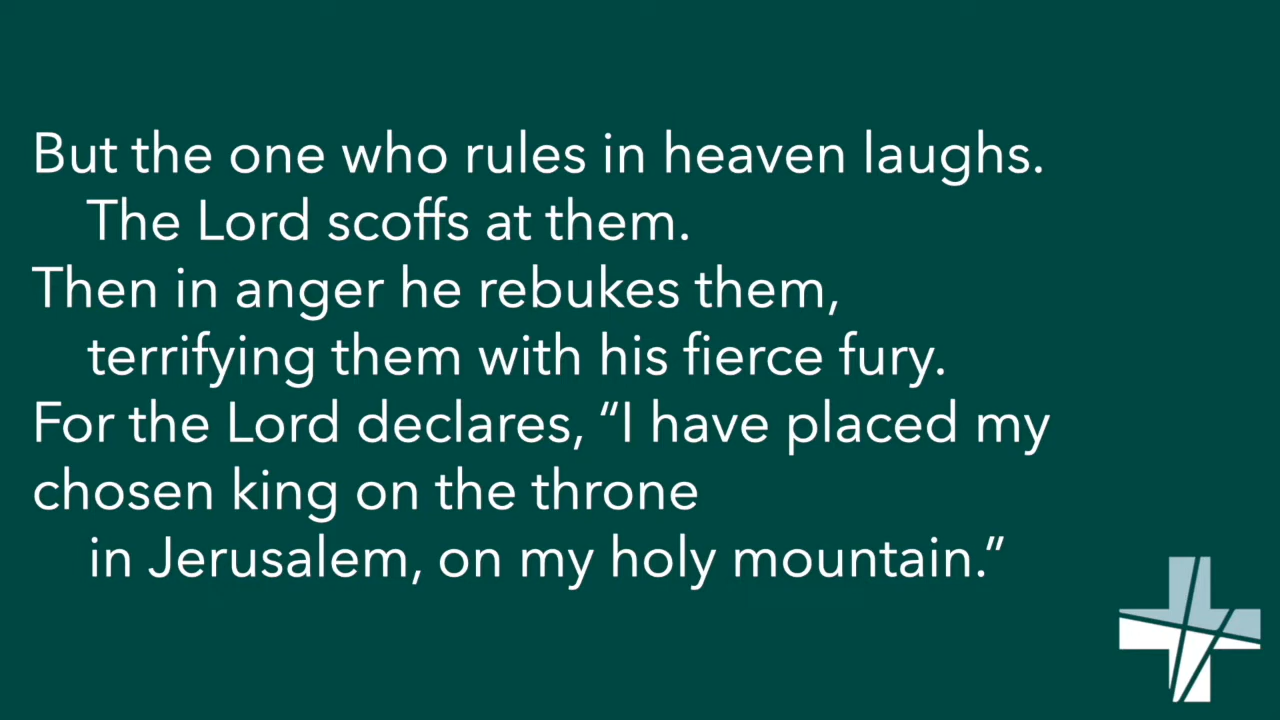 But the one who rules in heaven laughs.
The Lord scoffs at them.
Then in anger he rebukes them,
terrifying them with his fierce fury.
For the Lord declares, “I have placed my
chosen king on the throne
in Jerusalem, on my holy mountain.”